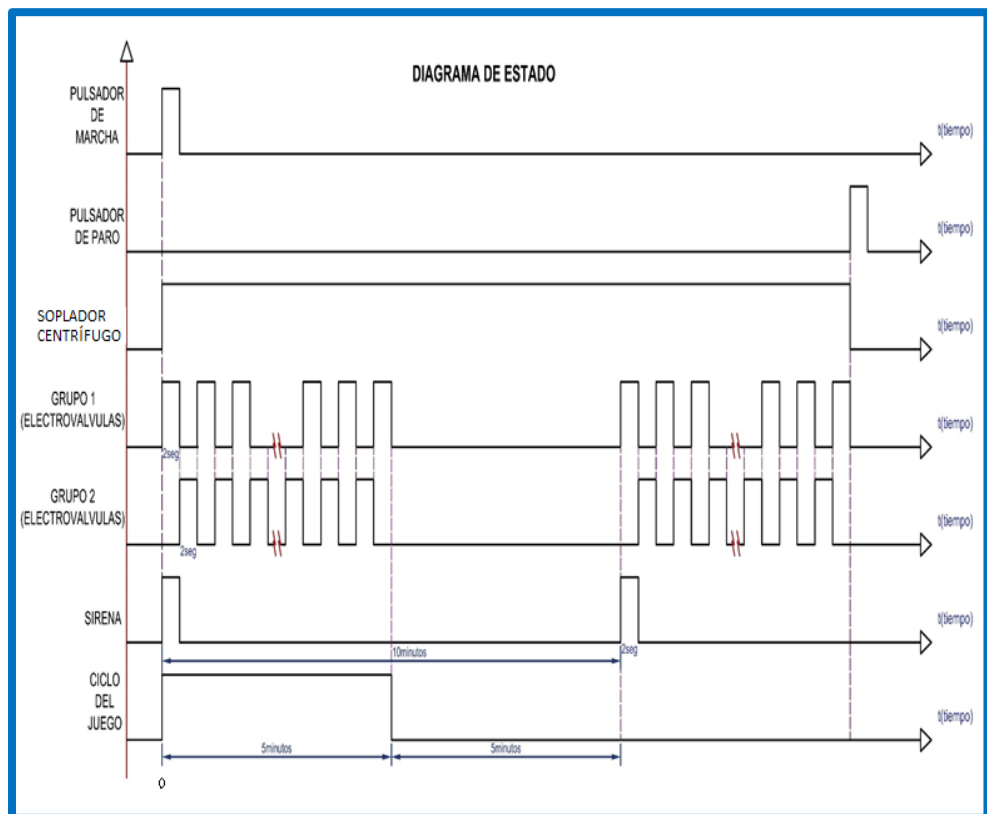 DIAGRAMA DE ESTADO
PULSADOR
DE
MARCHA
t(tiempo)
PULSADOR
DE PARO
t(tiempo)
SOPLADOR
CENTRÍFUGO
t(tiempo)
GRUPO 1
(ELECTROVALVULAS)
t(tiempo)
2seg
GRUPO 2
(ELECTROVALVULAS)
t(tiempo)
2seg
SIRENA
t(tiempo)
10minutos
2seg
CICLO
DEL
JUEGO
t(tiempo)
5minutos
5minutos
0